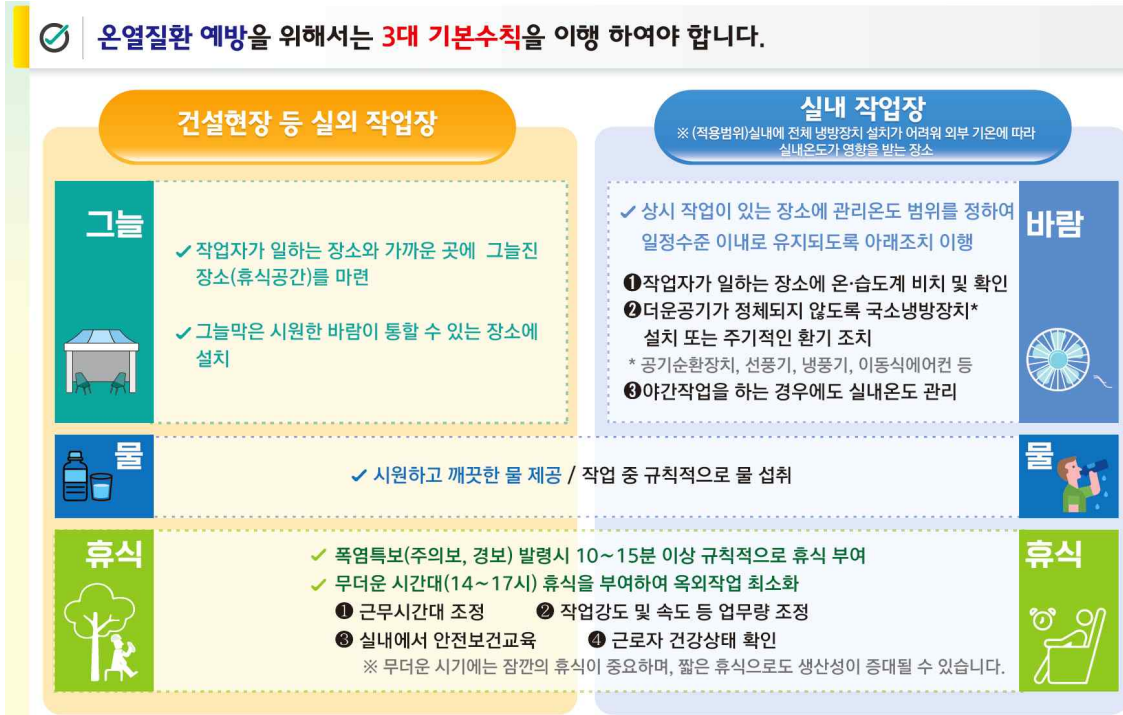 온열질환 예방을 위해서는 3대 기본수칙을 이행 하여야 합니다.
건설현장 등 실외 작업장
그늘
✓ 작업자가 일하는 장소와 가까운 곳에 그늘진
장소(휴식공간)를 마련
✓ 그늘막은 시원한 바람이 통할 수 있는 장소에
설치
실내 작업장
※ (적용범위)실내에 전체 냉방장치 설치가 어려워 외부 기온에 따라
실내온도가 영향을 받는 장소
바람
✓ 상시 작업이 있는 장소에 관리온도 범위를 정하여
일정수준 이내로 유지되도록 아래조치 이행
❶작업자가 일하는 장소에 온·습도계 비치 및 확인
❷더운공기가 정체되지 않도록 국소냉방장치*
설치 또는 주기적인 환기 조치
* 공기순환장치, 선풍기, 냉풍기, 이동식에어컨 등
❸야간작업을 하는 경우에도 실내온도 관리
물
✓ 시원하고 깨끗한 물 제공 / 작업 중 규칙적으로 물 섭취
물
휴식
✓ 폭염특보(주의보, 경보) 발령시 10~15분 이상 규칙적으로 휴식 부여
✓ 무더운 시간대(14~17시) 휴식을 부여하여 옥외작업 최소화
❶ 근무시간대 조정 ❷ 작업강도 및 속도 등 업무량 조정
❸ 실내에서 안전보건교육 ❹ 근로자 건강상태 확인
※ 무더운 시기에는 잠깐의 휴식이 중요하며, 짧은 휴식으로도 생산성이 증대될 수 있습니다.
휴식